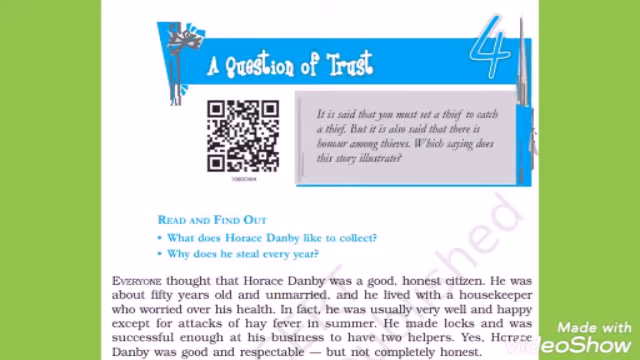 4
A Question of Trust
It is said that you must set a thief to catch
a thief. But it is also said that there is
honour among thieves. Which saying does
this story illustrate?
1060CH04
READ AND FIND OUT
• What does Horace Danby like to collect?
• Why does he steal every year?
EVERYONE thought that Horace Danby was a good, honest citizen. He was
about fifty years old and unmarried, and he lived with a housekeeper
who worried over his health. In fact, he was usually very well and happy
except for attacks of hay fever in summer. He made locks and was
successful enough at his business to have two helpers. Yes, Horace
Danby was good and respectable — but not completely honest.
Made with
VideoShow